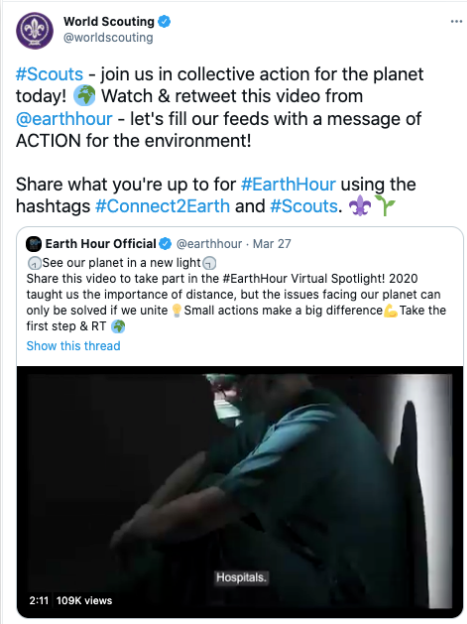 World Scouting
@worldscouting
#Scouts - join us in collective action for the planet
today! 🌍 Watch & retweet this video from
@earthhour - let's fill our feeds with a message of
ACTION for the environment!
Share what you're up to for #EarthHour using the
hashtags #Connect2Earth and #Scouts. ⚜️🌱
Earth Hour Official @earthhour · Mar 27
🕣See our planet in a new light🕣
Share this video to take part in the #EarthHour Virtual Spotlight! 2020
taught us the importance of distance, but the issues facing our planet can
only be solved if we unite 💡Small actions make a big difference💪Take the
first step & RT 🌍
Show this thread
Hospitals.
2:11 109K views